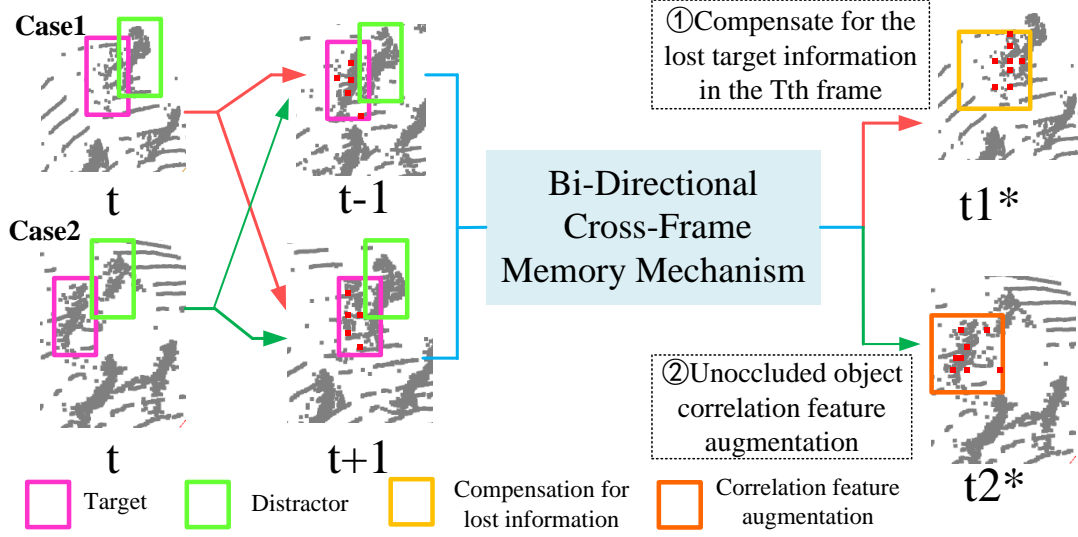 Case1
t
t-1
①Compensate for the
lost target information
in the Tth frame
t1*
Case2
t
t+1
Bi-Directional
Cross-Frame
Memory Mechanism
②Unoccluded object
correlation feature
augmentation
t2*
Target
Distractor
Compensation for
lost information
Correlation feature
augmentation